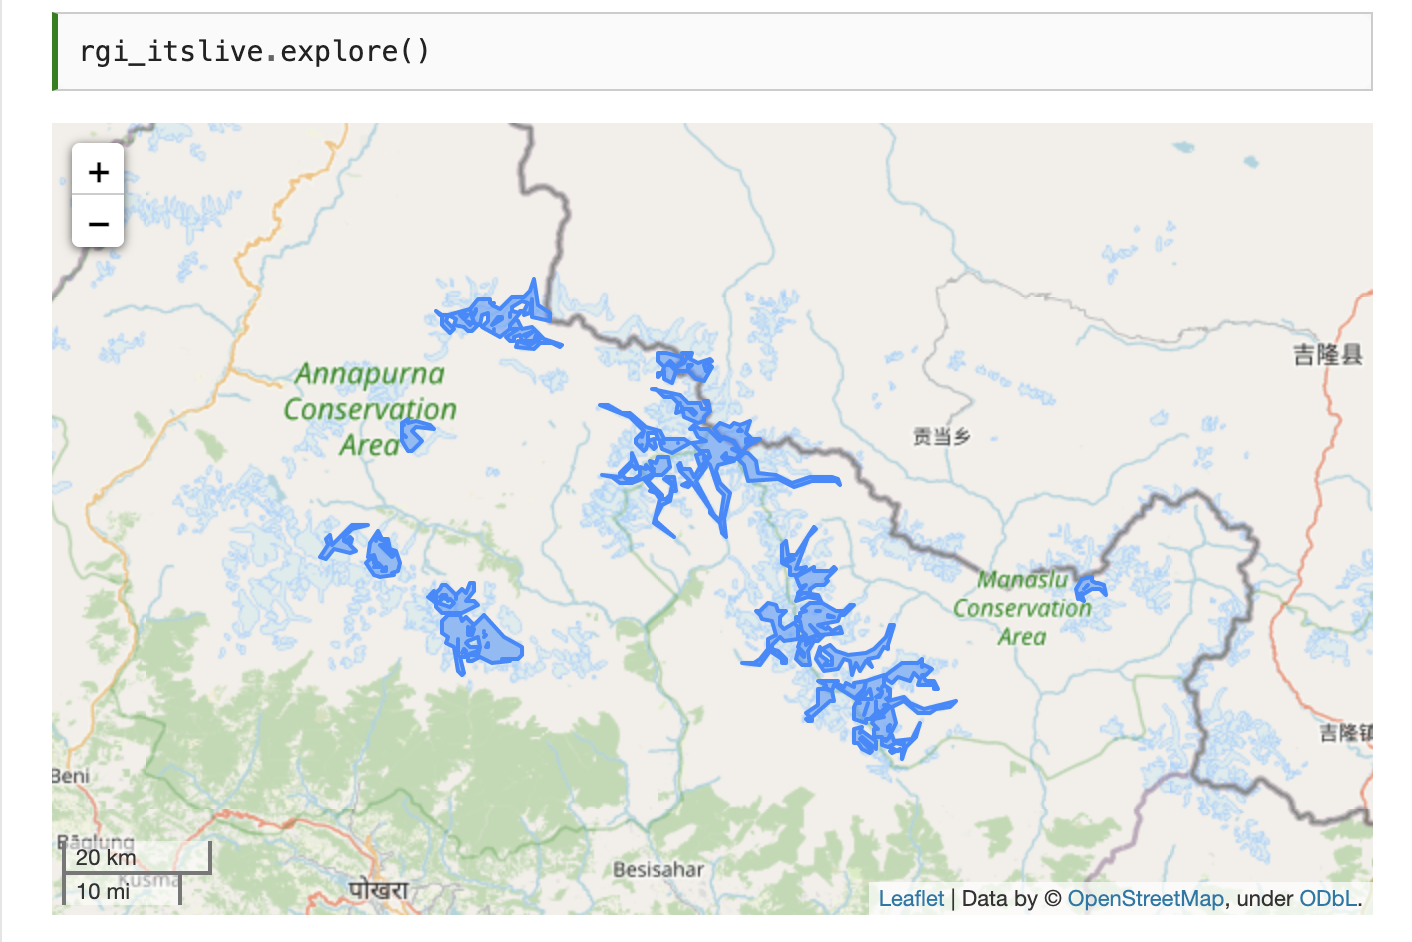 rgi_itslive.explore()
+
−
Annapurna
Conservation
Area
吉隆县
贡当乡
Manaslu
Conservation
Area
吉隆镇
Beni
Bāglung
20 km
Kusma
10 mi
पोखरा
Besisahar
Leaflet | Data by © OpenStreetMap, under ODbL.